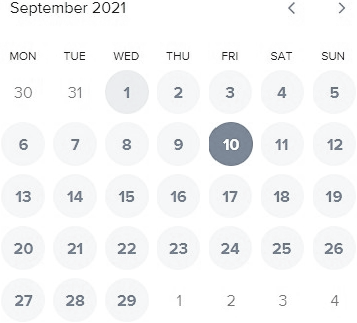 September 2021
MON TUE WED THU FRI SAT SUN
30 31 1 2 3 4 5
6 7 8 9 10 11 12
13 14 15 16 17 18 19
20 21 22 23 24 25 26
27 28 29 1 2 3 4